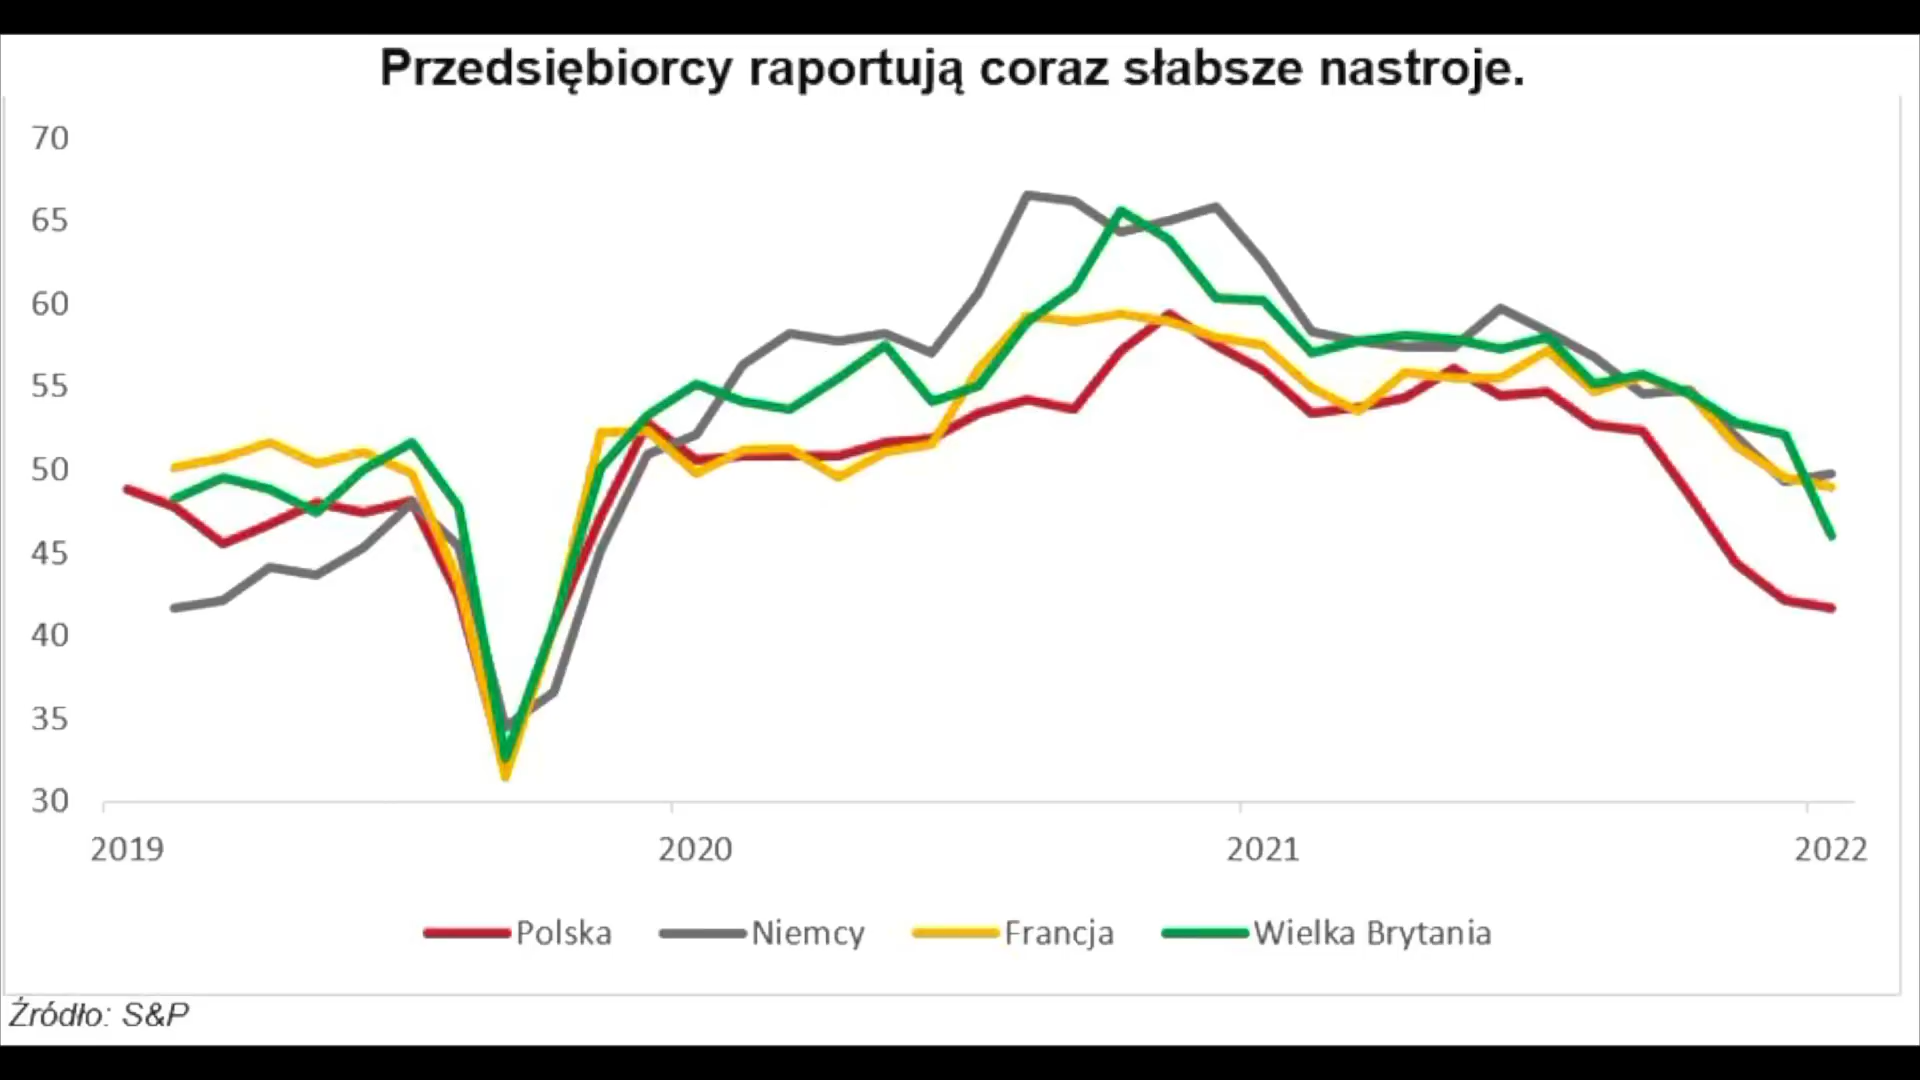 Przedsiębiorcy raportują coraz słabsze nastroje.
70
65
60
55
50
45
40
35
30
2019 2020 2021 2022
Polska Niemcy Francja Wielka Brytania
Źródło: S&P